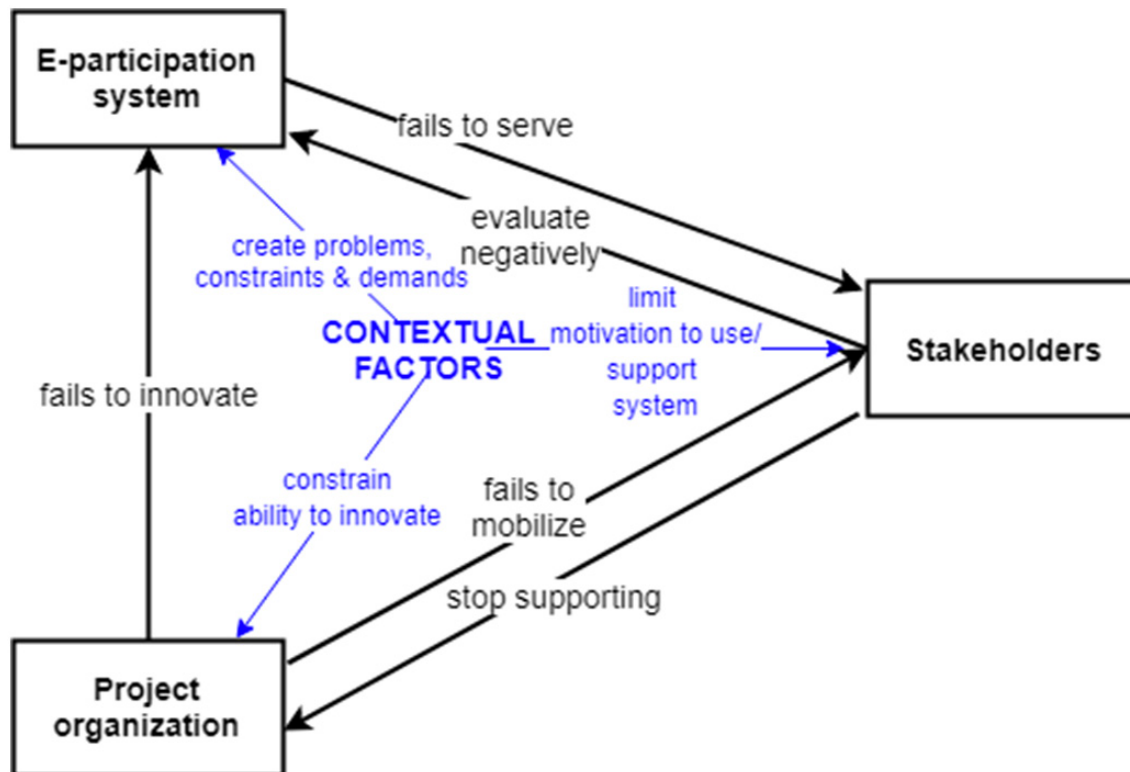 E-participation
system
fails to serve
evaluate
negatively
create problems,
constraints & demands
limit
motivation to use/
support
system
CONTEXTUAL
FACTORS
Stakeholders
fails to innovate
constrain
ability to innovate
fails to
mobilize
stop supporting
Project
organization